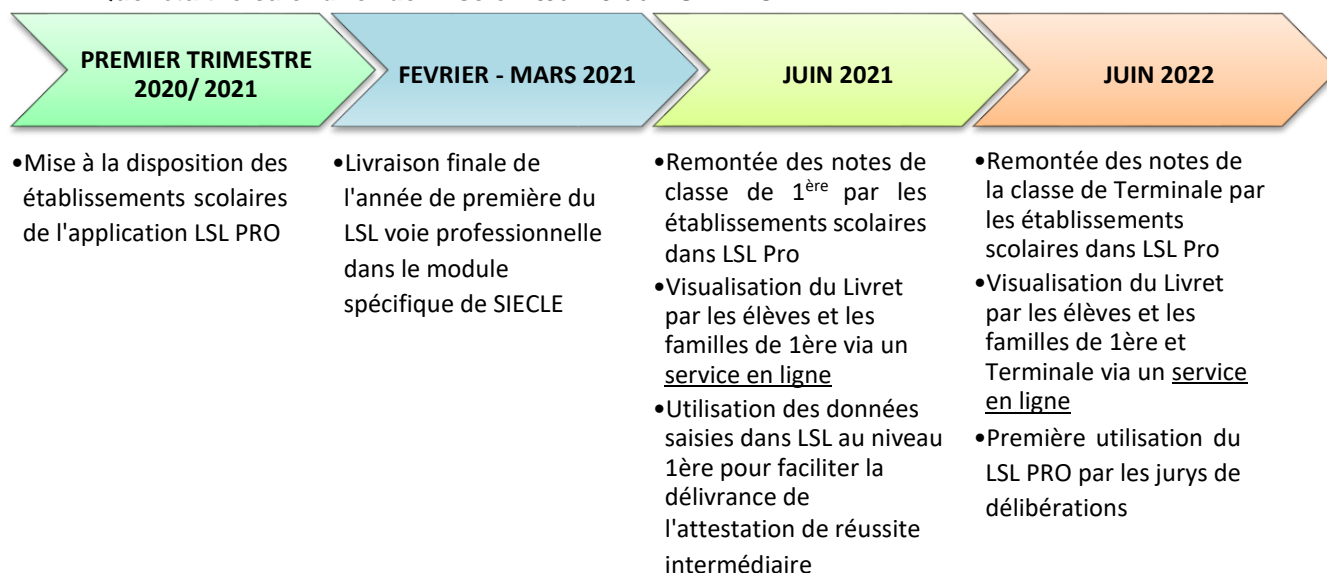 PREMIER TRIMESTRE
2020/ 2021
FEVRIER - MARS 2021
JUIN 2021
JUIN 2022
•Mise à la disposition des
établissements scolaires
de l'application LSL PRO
•Livraison finale de
l'année de première du
LSL voie professionnelle
dans le module
spécifique de SIECLE
•Remontée des notes de
classe de 1ère par les
établissements scolaires
dans LSL Pro
•Visualisation du Livret
par les élèves et les
familles de 1ère via un
service en ligne
•Utilisation des données
saisies dans LSL au niveau
1ère pour faciliter la
délivrance de
l'attestation de réussite
intermédiaire
•Remontée des notes de
la classe de Terminale par
les établissements
scolaires dans LSL Pro
•Visualisation du Livret
par les élèves et les
familles de 1ère et
Terminale via un service
en ligne
•Première utilisation du
LSL PRO par les jurys de
délibérations